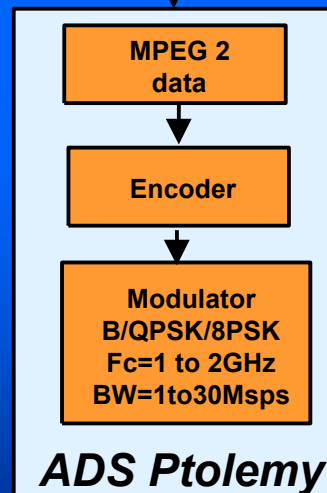 MPEG 2
data
Encoder
Modulator
B/QPSK/8PSK
Fc=1 to 2GHz
BW=1to30Msps
ADS Ptolemy